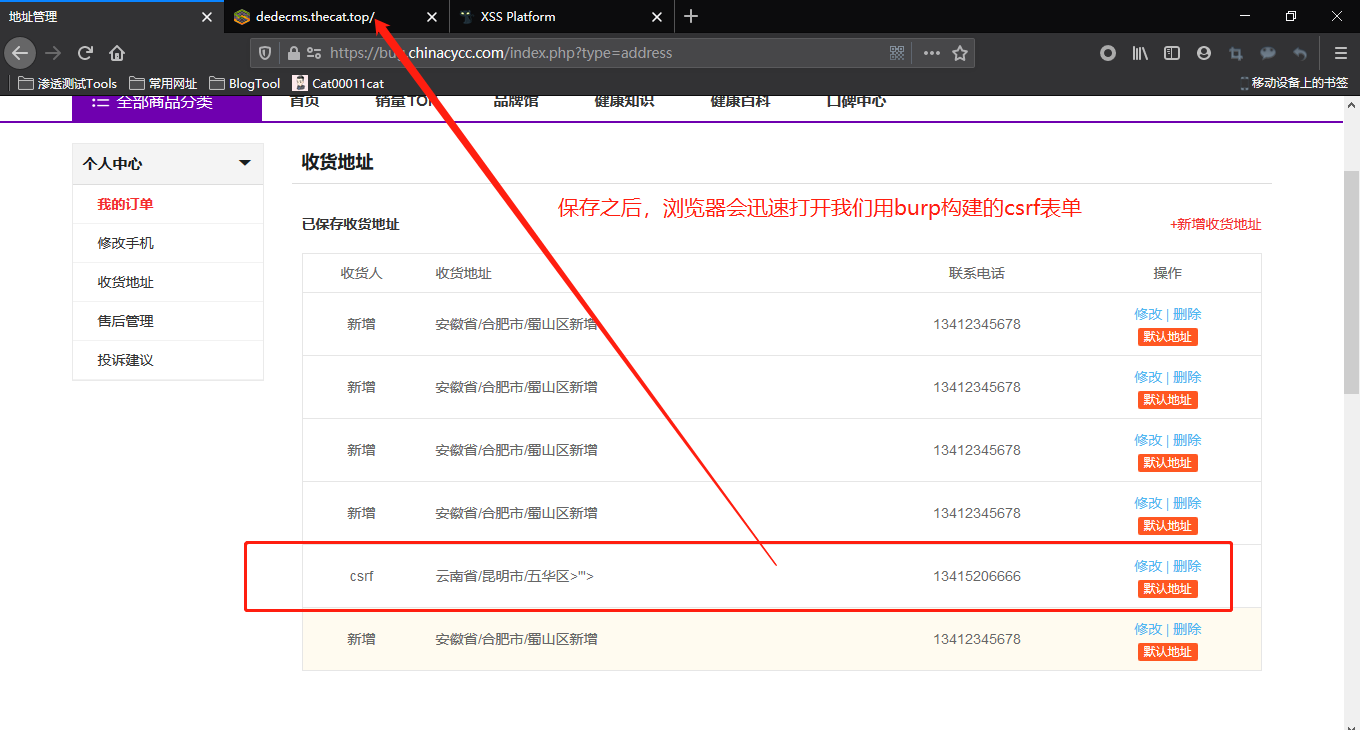 地址管理
dedecms.thecat.top/
XSS Platform
https://buy.chinacycc.com/index.php?type=address
渗透测试Tools
常用网址
BlogTool
Cat00011cat
移动设备上的书签
全部商品分类
首页
销量TOP
品牌馆
健康知识
健康百科
口碑中心
个人中心
我的订单
修改手机
收货地址
售后管理
投诉建议
收货地址
保存之后，浏览器会迅速打开我们用burp构建的csrf表单
已保存收货地址
+新增收货地址
收货人 收货地址 联系电话 操作
新增 安徽省/合肥市/蜀山区新增 13412345678 修改 | 删除
默认地址
新增 安徽省/合肥市/蜀山区新增 13412345678 修改 | 删除
默认地址
新增 安徽省/合肥市/蜀山区新增 13412345678 修改 | 删除
默认地址
新增 安徽省/合肥市/蜀山区新增 13412345678 修改 | 删除
默认地址
csrf 云南省/昆明市/五华区>'"> 13415206666 修改 | 删除
默认地址
新增 安徽省/合肥市/蜀山区新增 13412345678 修改 | 删除
默认地址